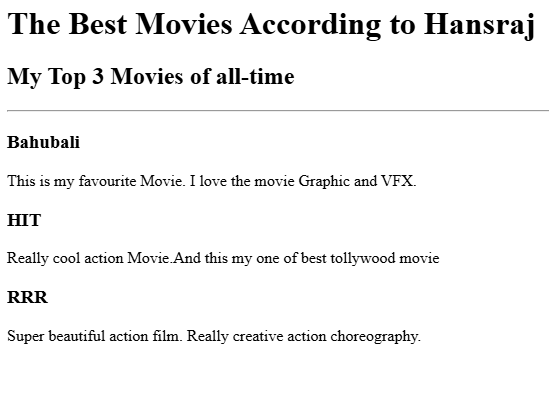 The Best Movies According to Hansraj
My Top 3 Movies of all-time
Bahubali
This is my favourite Movie. I love the movie Graphic and VFX.
HIT
Really cool action Movie.And this my one of best tollywood movie
RRR
Super beautiful action film. Really creative action choreography.